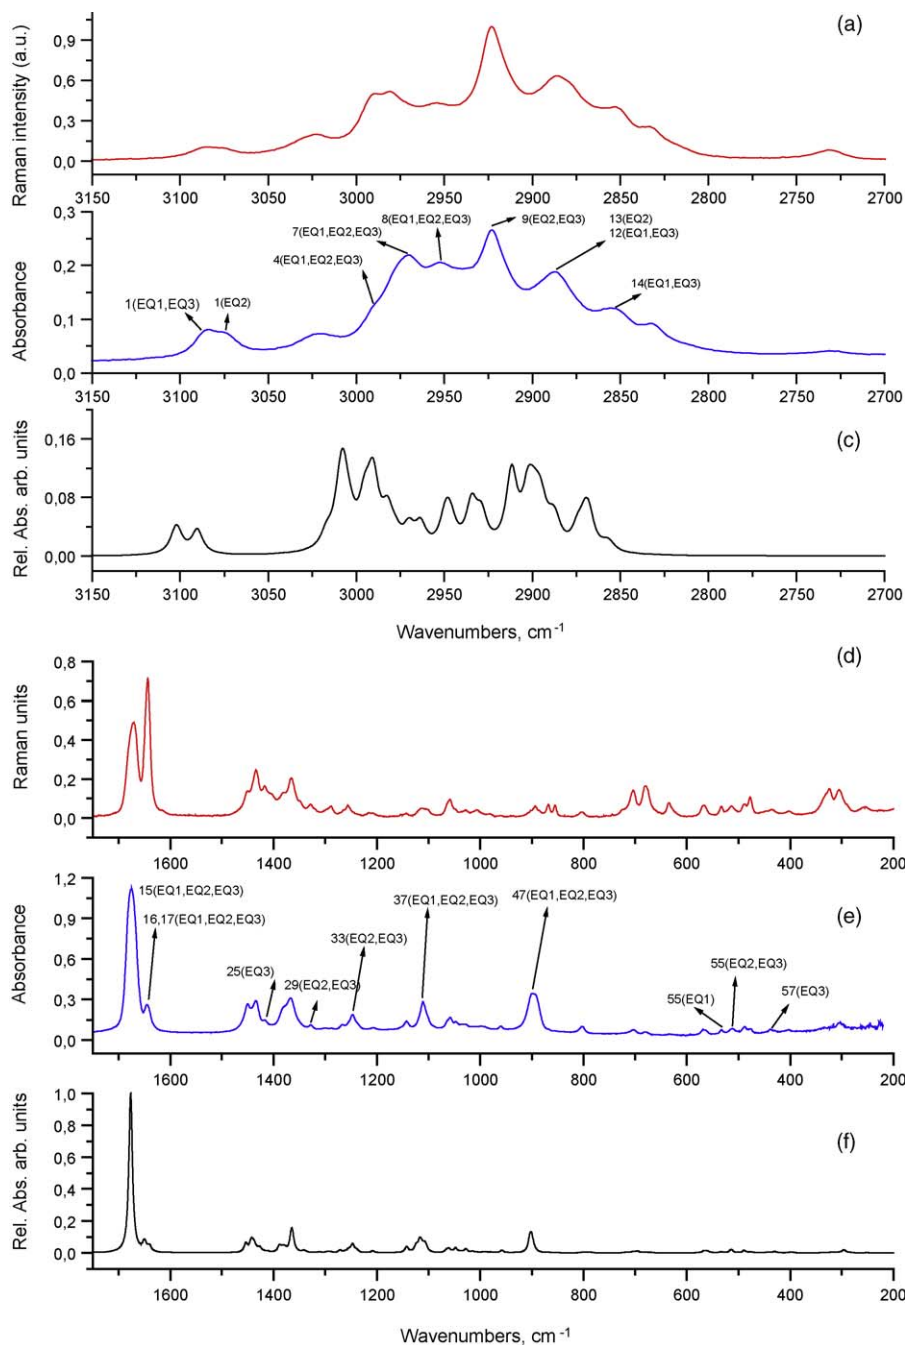 (a)
Raman intensity (a.u.)
0,9
0,6
0,3
0,0
3150 3100 3050 3000 2950 2900 2850 2800 2750 2700
Absorbance
0,3
0,2
0,1
0,0
8(EQ1,EQ2,EQ3)
7(EQ1,EQ2,EQ3)
9(EQ2,EQ3)
13(EQ2)
12(EQ1,EQ3)
4(EQ1,EQ2,EQ3)
14(EQ1,EQ3)
1(EQ1,EQ3)
1(EQ2)
3150 3100 3050 3000 2950 2900 2850 2800 2750 2700
(c)
Rel. Abs. arb. units
0,16
0,08
0,00
3150 3100 3050 3000 2950 2900 2850 2800 2750 2700
Wavenumbers, cm-1
(d)
Raman units
0,8
0,6
0,4
0,2
0,0
1600 1400 1200 1000 800 600 400 200
(e)
Absorbance
1,2
0,9
0,6
0,3
0,0
15(EQ1,EQ2,EQ3)
16,17(EQ1,EQ2,EQ3)
37(EQ1,EQ2,EQ3)
47(EQ1,EQ2,EQ3)
33(EQ2,EQ3)
25(EQ3)
29(EQ2,EQ3)
55(EQ2,EQ3)
55(EQ1)
57(EQ3)
1600 1400 1200 1000 800 600 400 200
(f)
Rel. Abs. arb. units
1,0
0,8
0,6
0,4
0,2
0,0
1600 1400 1200 1000 800 600 400 200
Wavenumbers, cm-1